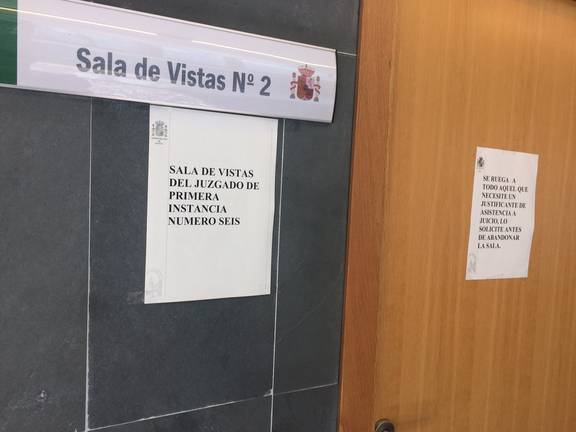 Sala de Vistas Nº 2
SALA DE VISTAS
DEL JUZGADO DE
PRIMERA
INSTANCIA
NUMERO SEIS
SE RUEGA A
TODO AQUEL QUE
NECESITE UN
JUSTIFICANTE DE
ASISTENCIA A
JUICIO, LO
SOLICITE ANTES
DE ABANDONAR
LA SALA.